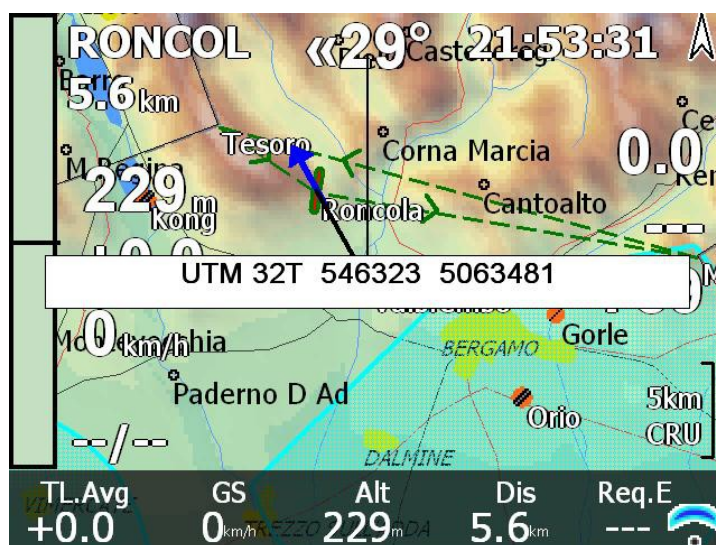 RONCOL
«29°
21:53:31
5.6km
Tesoro
Corna Marcia
0.0
M.Regina
229m
Kong
Roncola
Cantoalto
---
UTM 32T 546323 5063481
0km/h
Gorle
BERGAMO
Paderno D Ad
Orio
5km
CRU
--/--
DALMINE
VIMERCATE
TL.Avg GS Alt Dis Req.E
+0.0 0km/h 229m 5.6km ---